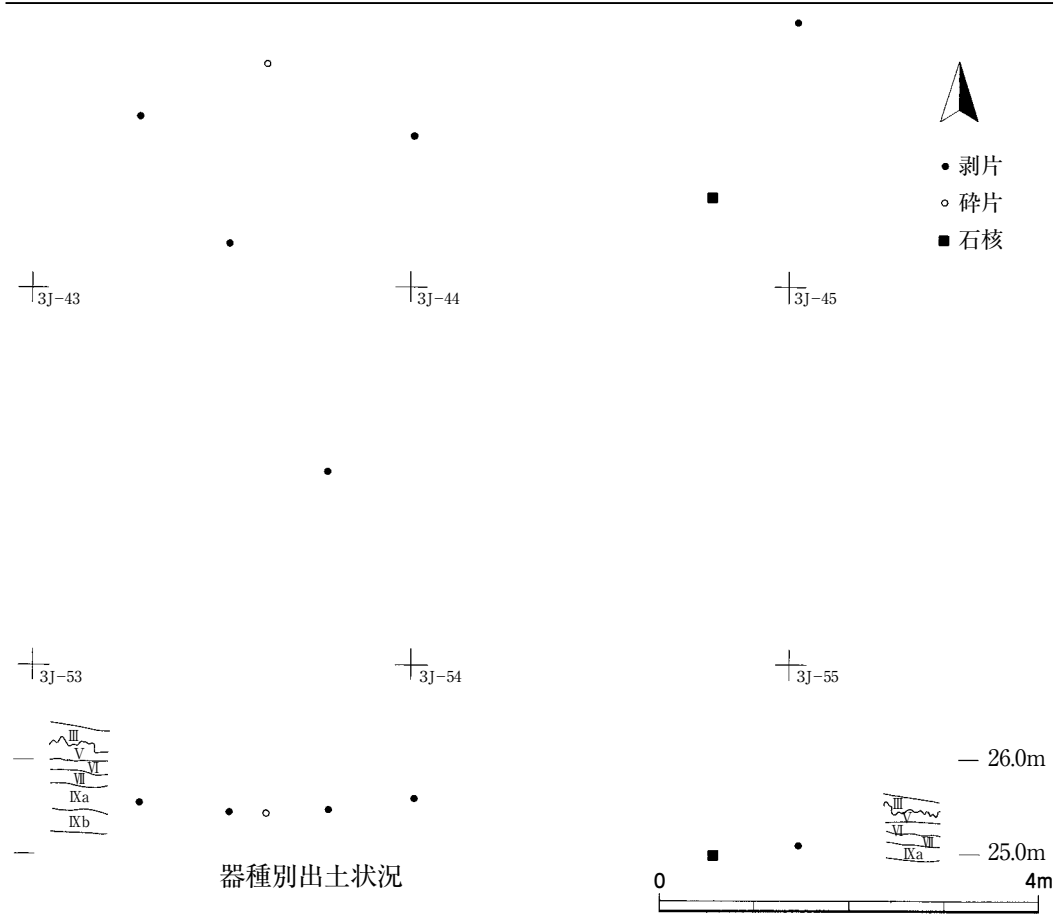 剥片
砕片
石核
3J-43
3J-44
3J-45
3J-53
3J-54
3J-55
Ⅲ
Ⅴ
Ⅵ
Ⅶ
Ⅸa
Ⅸb
26.0m
Ⅲ
Ⅴ
Ⅵ
Ⅶ
Ⅸa
25.0m
器種別出土状況
0
4m